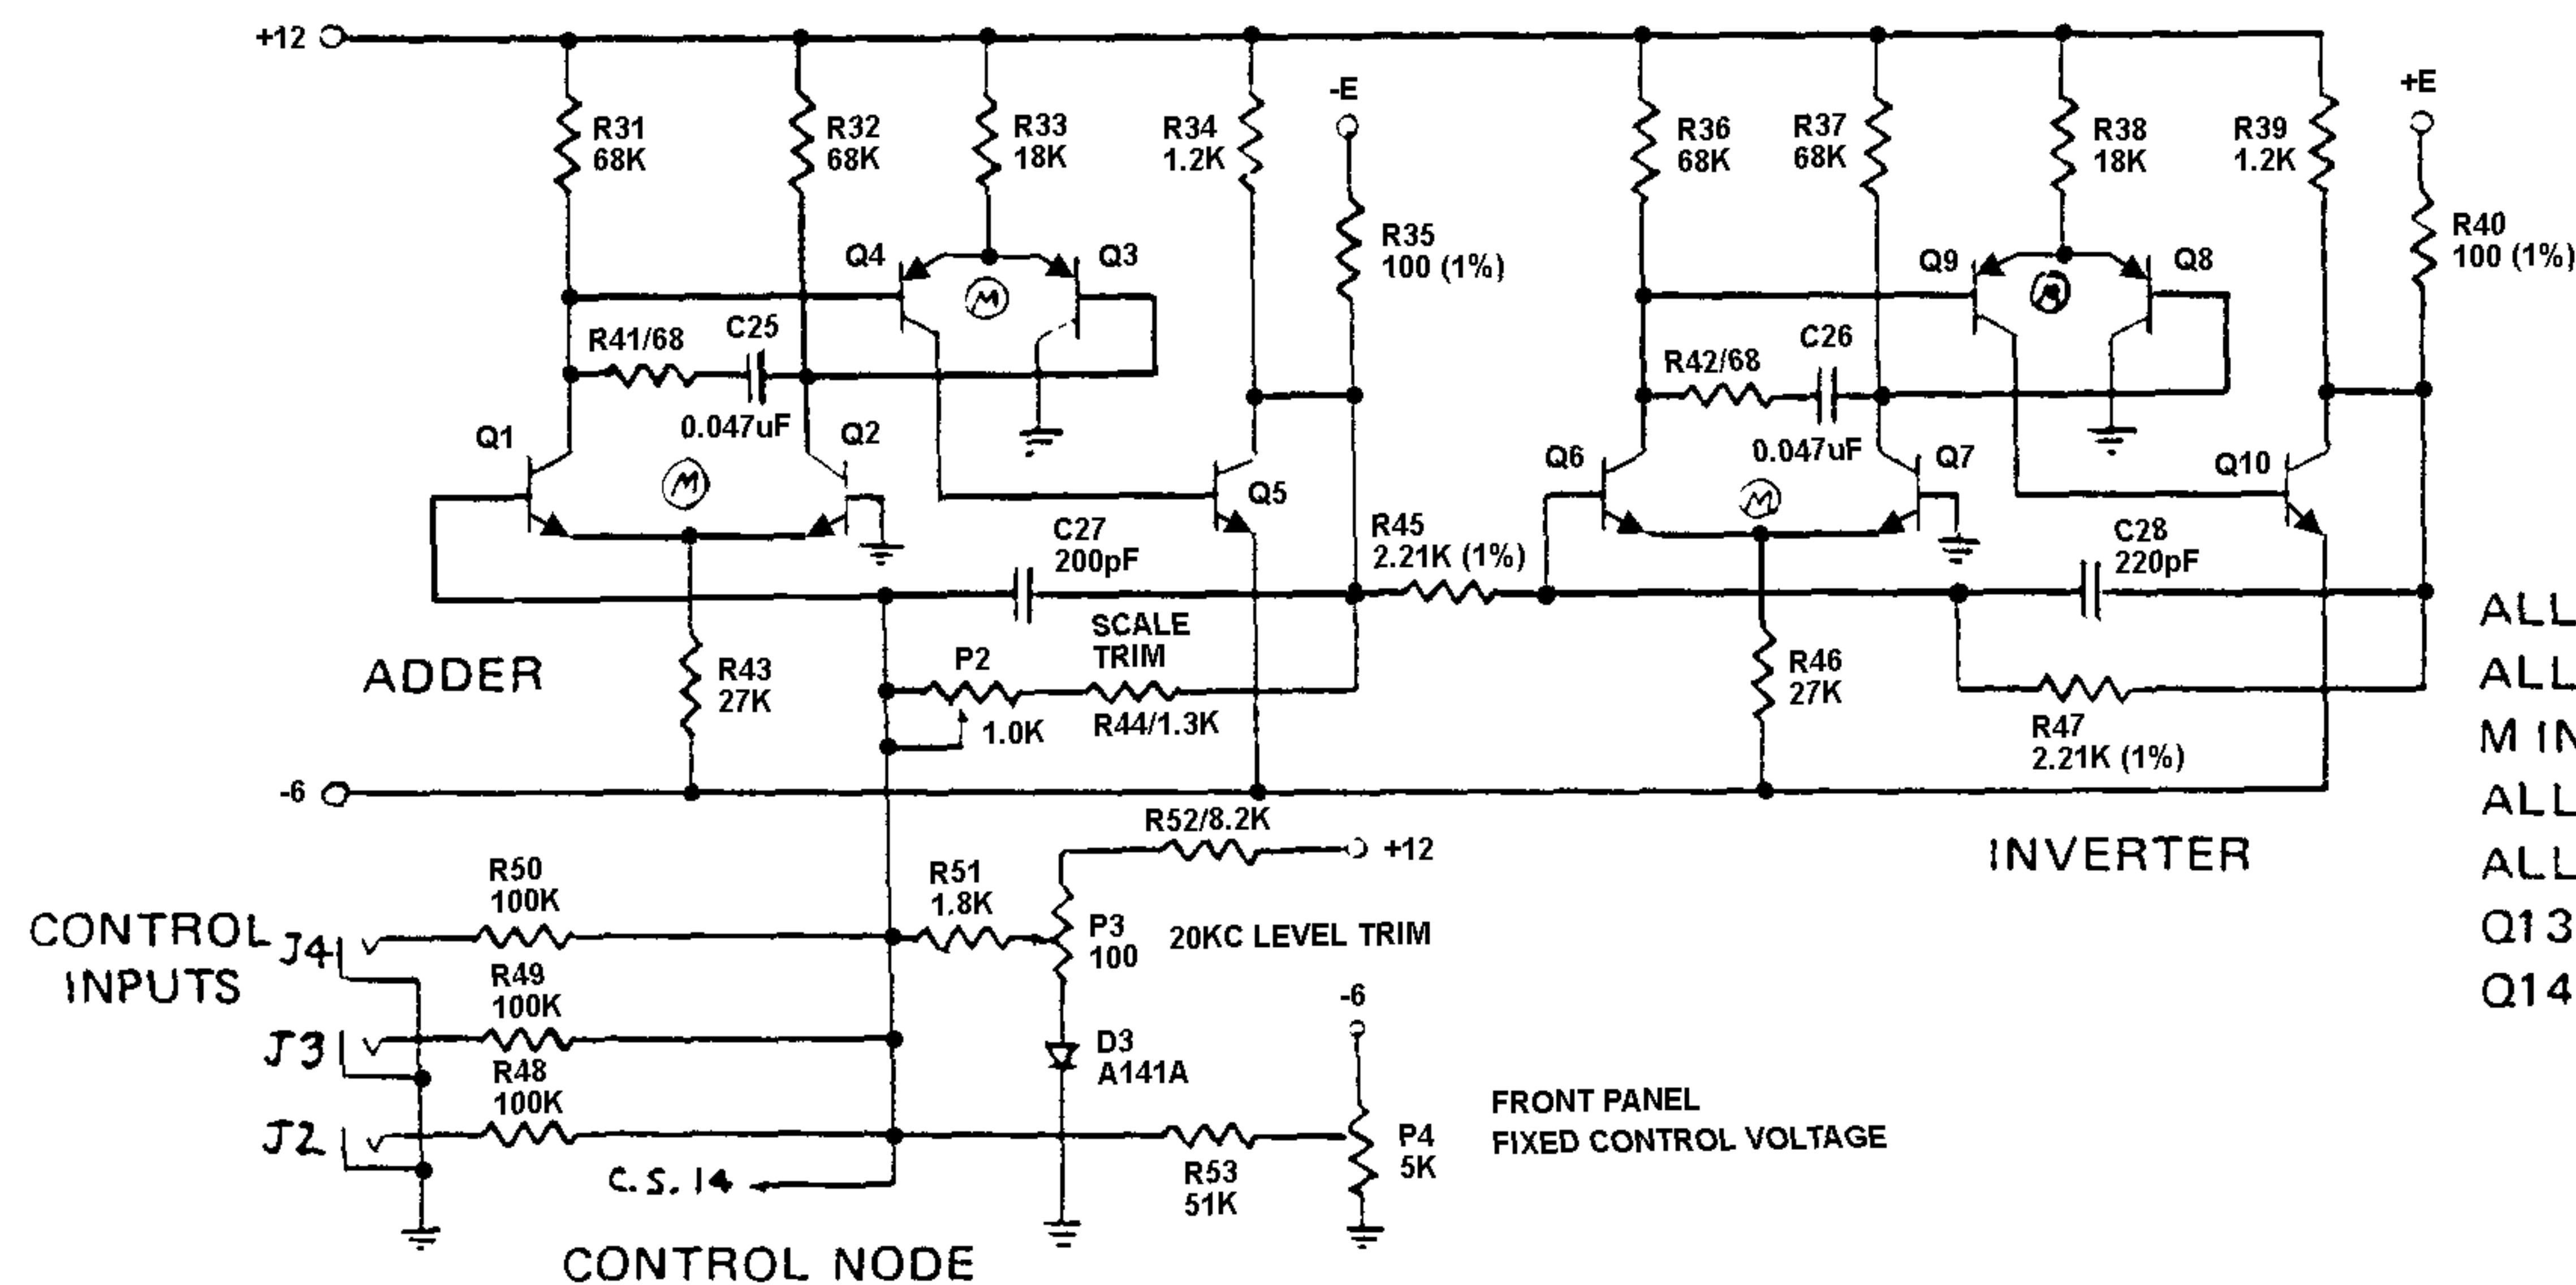 +12
-E
+E
R31
68K
R32
68K
R33
18K
R34
1.2K
R36
68K
R37
68K
R38
18K
R39
1.2K
R35
100 (1%)
R40
100 (1%)
Q4
Q3
M
Q9
Q8
M
R41/68
C25
0.047uF
R42/68
C26
0.047uF
Q1
Q2
M
Q5
Q6
Q7
M
Q10
C27
200pF
R45
2.21K (1%)
C28
220pF
SCALE
TRIM
P2
1.0K
R44/1.3K
ADDER
R43
27K
R46
27K
R47
2.21K (1%)
-6
INVERTER
ALL
ALL
M IN
ALL
ALL
Q13
Q14
R52/8.2K
+12
R50
100K
R51
1.8K
P3
100
20KC LEVEL TRIM
CONTROL
INPUTS
J4
R49
100K
J3
-6
D3
A141A
R48
100K
J2
R53
51K
P4
5K
FRONT PANEL
FIXED CONTROL VOLTAGE
C.S. 14
CONTROL NODE